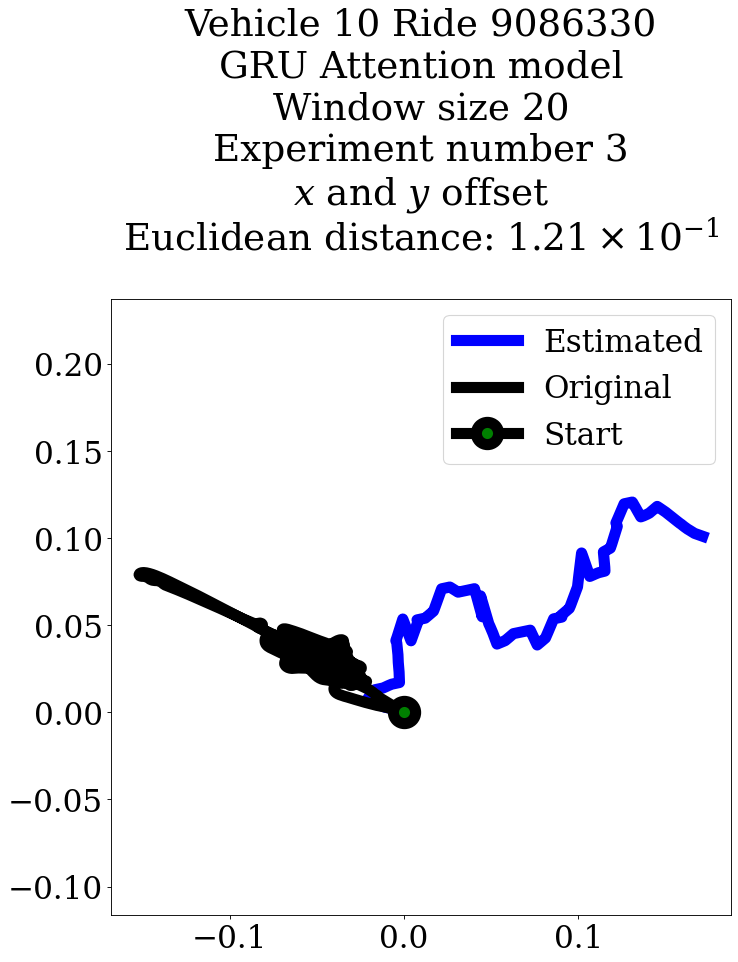 Vehicle 10 Ride 9086330
GRU Attention model
Window size 20
Experiment number 3
x and y offset
Euclidean distance: 1.21 × 10⁻¹
Estimated
Original
Start
0.20
0.15
0.10
0.05
0.00
−0.05
−0.10
−0.1 0.0 0.1